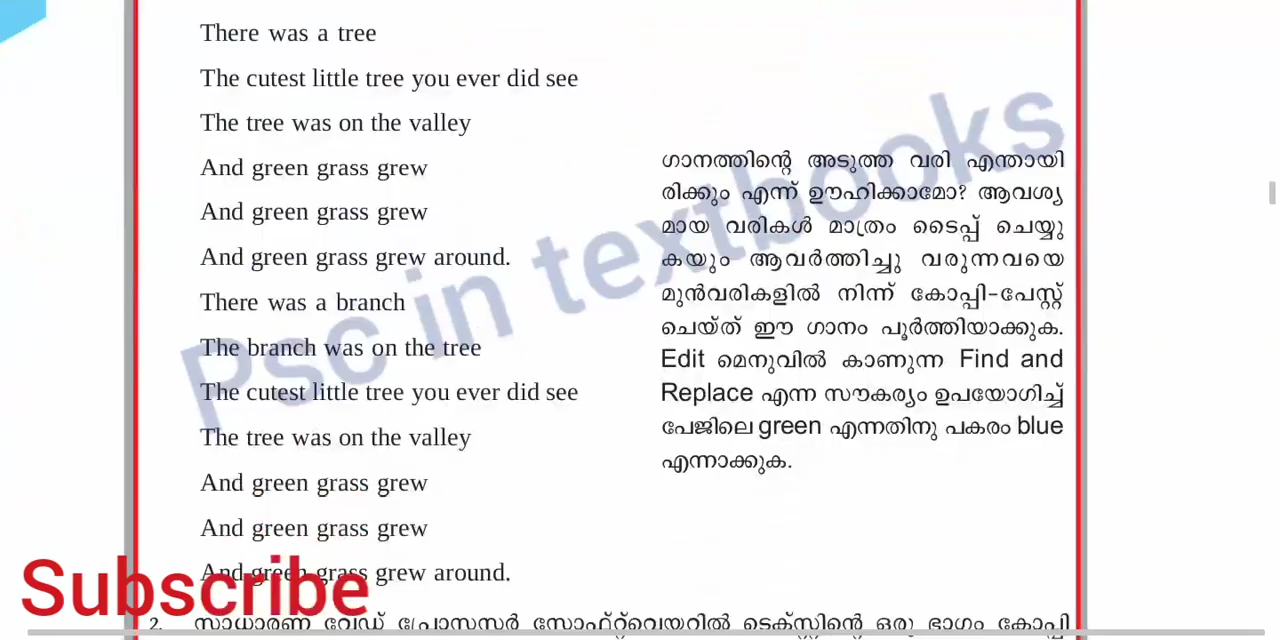 There was a tree
The cutest little tree you ever did see
The tree was on the valley
And green grass grew
And green grass grew
And green grass grew around.
There was a branch
The branch was on the tree
The cutest little tree you ever did see
The tree was on the valley
And green grass grew
And green grass grew
And green grass grew around.
ഗാനത്തിന്റെ അടുത്ത വരി എന്തായി
രിക്കും എന്ന് ഊഹിക്കാമോ? ആവശ്യ
മായ വരികൾ മാത്രം ടൈപ്പ് ചെയ്യു
കയും ആവർത്തിച്ചു വരുന്നവയെ
മുൻവരികളിൽ നിന്ന് കോപ്പി-പേസ്റ്റ്
ചെയ്ത് ഈ ഗാനം പൂർത്തിയാക്കുക.
Edit മെനുവിൽ കാണുന്ന Find and
Replace എന്ന സൗകര്യം ഉപയോഗിച്ച്
പേജിലെ green എന്നതിനു പകരം blue
എന്നാക്കുക.
Psc in textbooks
Subscribe
2. സാധാരണ വേഡ് പ്രോസസർ സോഫ്റ്റ്‌വെയറിൽ ടെക്സ്റ്റിന്റെ ഒരു ഭാഗം കോപ്പി